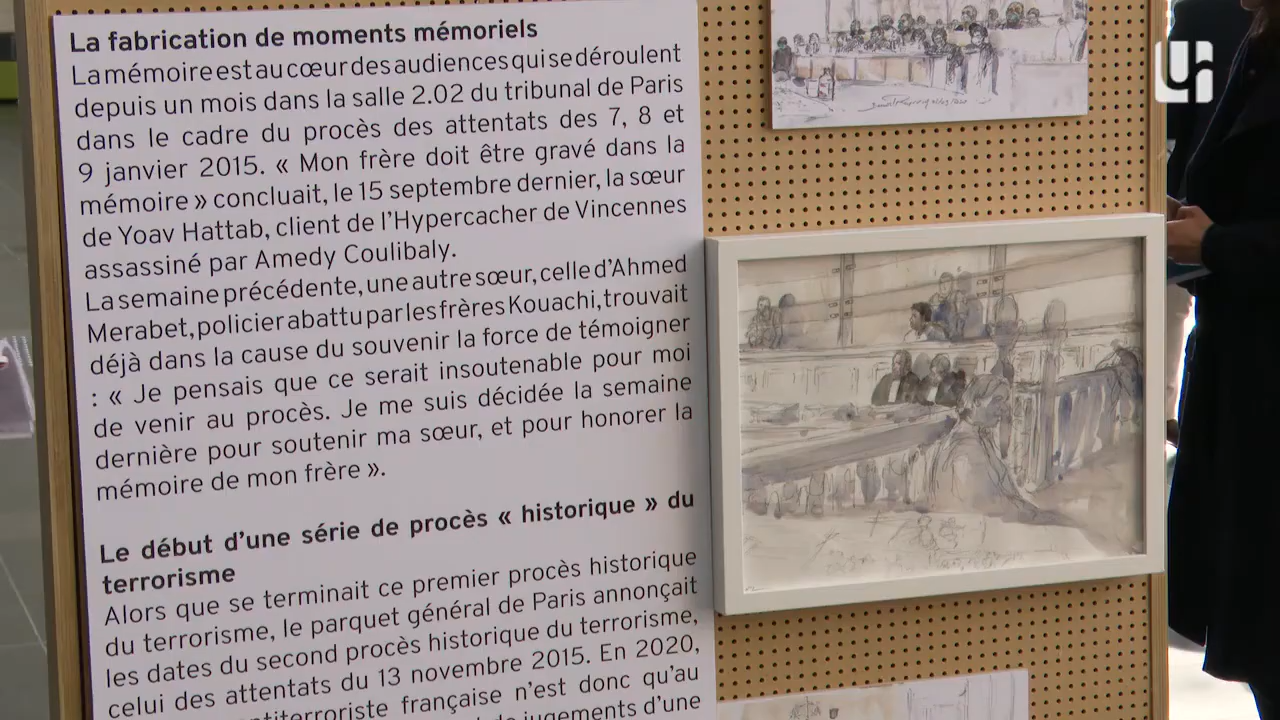 La fabrication de moments mémoriels
La mémoire est au cœur des audiences qui se déroulent
depuis un mois dans la salle 2.02 du tribunal de Paris
dans le cadre du procès des attentats des 7, 8 et
9 janvier 2015. « Mon frère doit être gravé dans la
mémoire » concluait, le 15 septembre dernier, la sœur
de Yoav Hattab, client de l’Hypercacher de Vincennes
assassiné par Amedy Coulibaly.
La semaine précédente, une autre sœur, celle d’Ahmed
Merabet, policier abattu par les frères Kouachi, trouvait
déjà dans la cause du souvenir la force de témoigner
: « Je pensais que ce serait insoutenable pour moi
de venir au procès. Je me suis décidée la semaine
dernière pour soutenir ma sœur, et pour honorer la
mémoire de mon frère ».
Le début d’une série de procès « historique » du
terrorisme
Alors que se terminait ce premier procès historique
du terrorisme, le parquet général de Paris annonçait
les dates du second procès historique du terrorisme,
celui des attentats du 13 novembre 2015. En 2020,
française n’est donc qu’au
jugements d’une